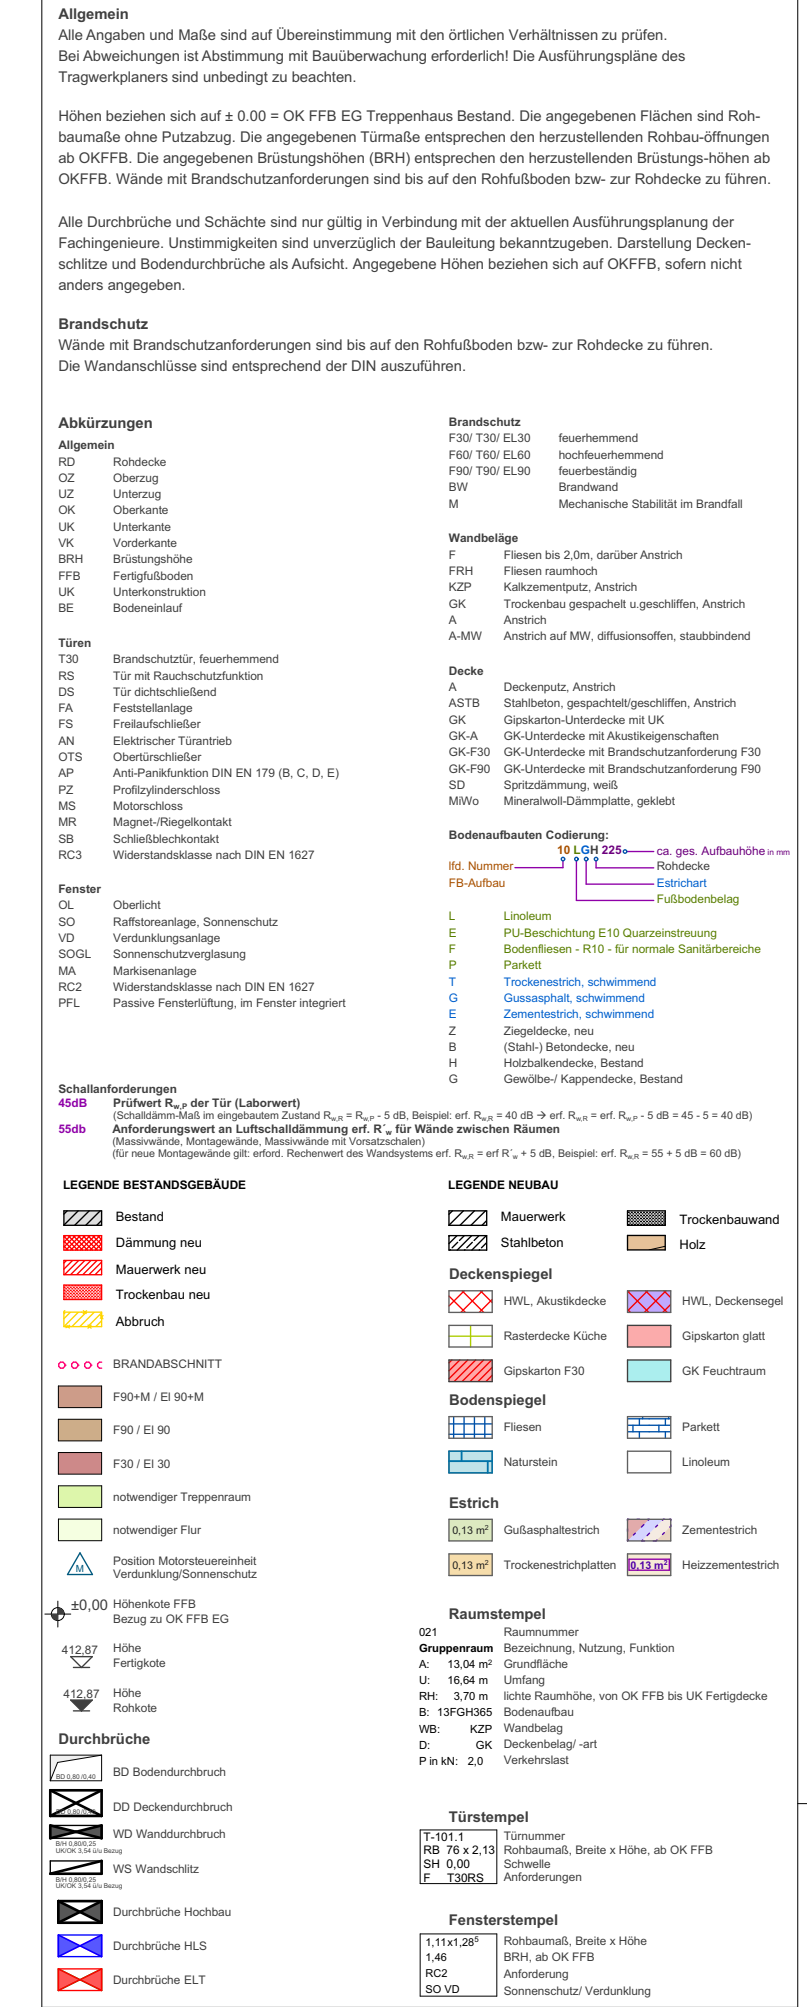 Allgemein
Alle Angaben und Maße sind auf Übereinstimmung mit den örtlichen Verhältnissen zu prüfen.
Bei Abweichungen ist Abstimmung mit Bauüberwachung erforderlich! Die Ausführungspläne des
Tragwerkplaners sind unbedingt zu beachten.
Höhen beziehen sich auf ± 0.00 = OK FFB EG Treppenhaus Bestand. Die angegebenen Flächen sind Roh-
baumaße ohne Putzabzug. Die angegebenen Türmaße entsprechen den herzustellenden Rohbau-öffnungen
ab OKFFB. Die angegebenen Brüstungshöhen (BRH) entsprechen den herzustellenden Brüstungs-höhen ab
OKFFB. Wände mit Brandschutzanforderungen sind bis auf den Rohfußboden bzw- zur Rohdecke zu führen.
Alle Durchbrüche und Schächte sind nur gültig in Verbindung mit der aktuellen Ausführungsplanung der
Fachingenieure. Unstimmigkeiten sind unverzüglich der Bauleitung bekanntzugeben. Darstellung Decken-
schlitze und Bodendurchbrüche als Aufsicht. Angegebene Höhen beziehen sich auf OKFFB, sofern nicht
anders angegeben.
Brandschutz
Wände mit Brandschutzanforderungen sind bis auf den Rohfußboden bzw- zur Rohdecke zu führen.
Die Wandanschlüsse sind entsprechend der DIN auszuführen.
Abkürzungen
Allgemein
RD Rohdecke
OZ Oberzug
UZ Unterzug
OK Oberkante
UK Unterkante
VK Vorderkante
BRH Brüstungshöhe
FFB Fertigfußboden
UK Unterkonstruktion
BE Bodeneinlauf
Türen
T30 Brandschutztür, feuerhemmend
RS Tür mit Rauchschutzfunktion
DS Tür dichtschließend
FA Feststellanlage
FS Freilaufschließer
AN Elektrischer Türantrieb
OTS Obertürschließer
AP Anti-Panikfunktion DIN EN 179 (B, C, D, E)
PZ Profilzylinderschloss
MS Motorschloss
MR Magnet-/Riegelkontakt
SB Schließblechkontakt
RC3 Widerstandsklasse nach DIN EN 1627
Fenster
OL Oberlicht
SO Raffstoreanlage, Sonnenschutz
VD Verdunklungsanlage
SOGL Sonnenschutzverglasung
MA Markisenanlage
RC2 Widerstandsklasse nach DIN EN 1627
PFL Passive Fensterlüftung, im Fenster integriert
Brandschutz
F30/ T30/ EL30 feuerhemmend
F60/ T60/ EL60 hochfeuerhemmend
F90/ T90/ EL90 feuerbeständig
BW Brandwand
M Mechanische Stabilität im Brandfall
Wandbeläge
F Fliesen bis 2,0m, darüber Anstrich
FRH Fliesen raumhoch
KZP Kalkzementputz, Anstrich
GK Trockenbau gespachelt u.geschliffen, Anstrich
A Anstrich
A-MW Anstrich auf MW, diffusionsoffen, staubbindend
Decke
A Deckenputz, Anstrich
ASTB Stahlbeton, gespachtelt/geschliffen, Anstrich
GK Gipskarton-Unterdecke mit UK
GK-A GK-Unterdecke mit Akustikeigenschaften
GK-F30 GK-Unterdecke mit Brandschutzanforderung F30
GK-F90 GK-Unterdecke mit Brandschutzanforderung F90
SD Spritzdämmung, weiß
MiWo Mineralwoll-Dämmplatte, geklebt
Bodenaufbauten Codierung:
10 LGH 225 ca. ges. Aufbauhöhe in mm
lfd. Nummer Rohdecke
FB-Aufbau Estrichart
Fußbodenbelag
L Linoleum
E PU-Beschichtung E10 Quarzeinstreuung
F Bodenfliesen - R10 - für normale Sanitärbereiche
P Parkett
T Trockenestrich, schwimmend
G Gussasphalt, schwimmend
E Zementestrich, schwimmend
Z Ziegeldecke, neu
B (Stahl-) Betondecke, neu
H Holzbalkendecke, Bestand
G Gewölbe-/ Kappendecke, Bestand
Schallanforderungen
45dB Prüfwert Rw,P der Tür (Laborwert)
(Schalldämm-Maß im eingebautem Zustand Rw,R = Rw,P - 5 dB, Beispiel: erf. Rw,R = 40 dB → erf. Rw,R = erf. Rw,P - 5 dB = 45 - 5 = 40 dB)
55db Anforderungswert an Luftschalldämmung erf. R´w für Wände zwischen Räumen
(Massivwände, Montagewände, Massivwände mit Vorsatzschalen)
(für neue Montagewände gilt: erford. Rechenwert des Wandsystems erf. Rw,R = erf R´w + 5 dB, Beispiel: erf. Rw,R = 55 + 5 dB = 60 dB)
LEGENDE BESTANDSGEBÄUDE
Bestand
Dämmung neu
Mauerwerk neu
Trockenbau neu
Abbruch
BRANDABSCHNITT
F90+M / EI 90+M
F90 / EI 90
F30 / EI 30
notwendiger Treppenraum
notwendiger Flur
M Position Motorsteuereinheit
Verdunklung/Sonnenschutz
±0,00 Höhenkote FFB
Bezug zu OK FFB EG
412,87 Höhe
Fertigkote
412,87 Höhe
Rohkote
Durchbrüche
BD 0,80 /0,40 BD Bodendurchbruch
DD Deckendurchbruch
WD Wanddurchbruch
B/H 0,80/0,25
UK/OK 3,54 ü/u Bezug
WS Wandschlitz
B/H 0,80/0,25
UK/OK 3,54 ü/u Bezug
Durchbrüche Hochbau
Durchbrüche HLS
Durchbrüche ELT
LEGENDE NEUBAU
Mauerwerk Trockenbauwand
Stahlbeton Holz
Deckenspiegel
HWL, Akustikdecke HWL, Deckensegel
Rasterdecke Küche Gipskarton glatt
Gipskarton F30 GK Feuchtraum
Bodenspiegel
Fliesen Parkett
Naturstein Linoleum
Estrich
0,13 m² Gußasphaltestrich Zementestrich
0,13 m² Trockenestrichplatten 0,13 m² Heizzementestrich
Raumstempel
021 Raumnummer
Gruppenraum Bezeichnung, Nutzung, Funktion
A: 13,04 m² Grundfläche
U: 16,64 m Umfang
RH: 3,70 m lichte Raumhöhe, von OK FFB bis UK Fertigdecke
B: 13FGH365 Bodenaufbau
WB: KZP Wandbelag
D: GK Deckenbelag/ -art
P in kN: 2,0 Verkehrslast
Türstempel
T-101.1 Türnummer
RB 76 x 2,13 Rohbaumaß, Breite x Höhe, ab OK FFB
SH 0,00 Schwelle
F T30RS Anforderungen
Fensterstempel
1,11x1,28⁵ Rohbaumaß, Breite x Höhe
1,46 BRH, ab OK FFB
RC2 Anforderung
SO VD Sonnenschutz/ Verdunklung